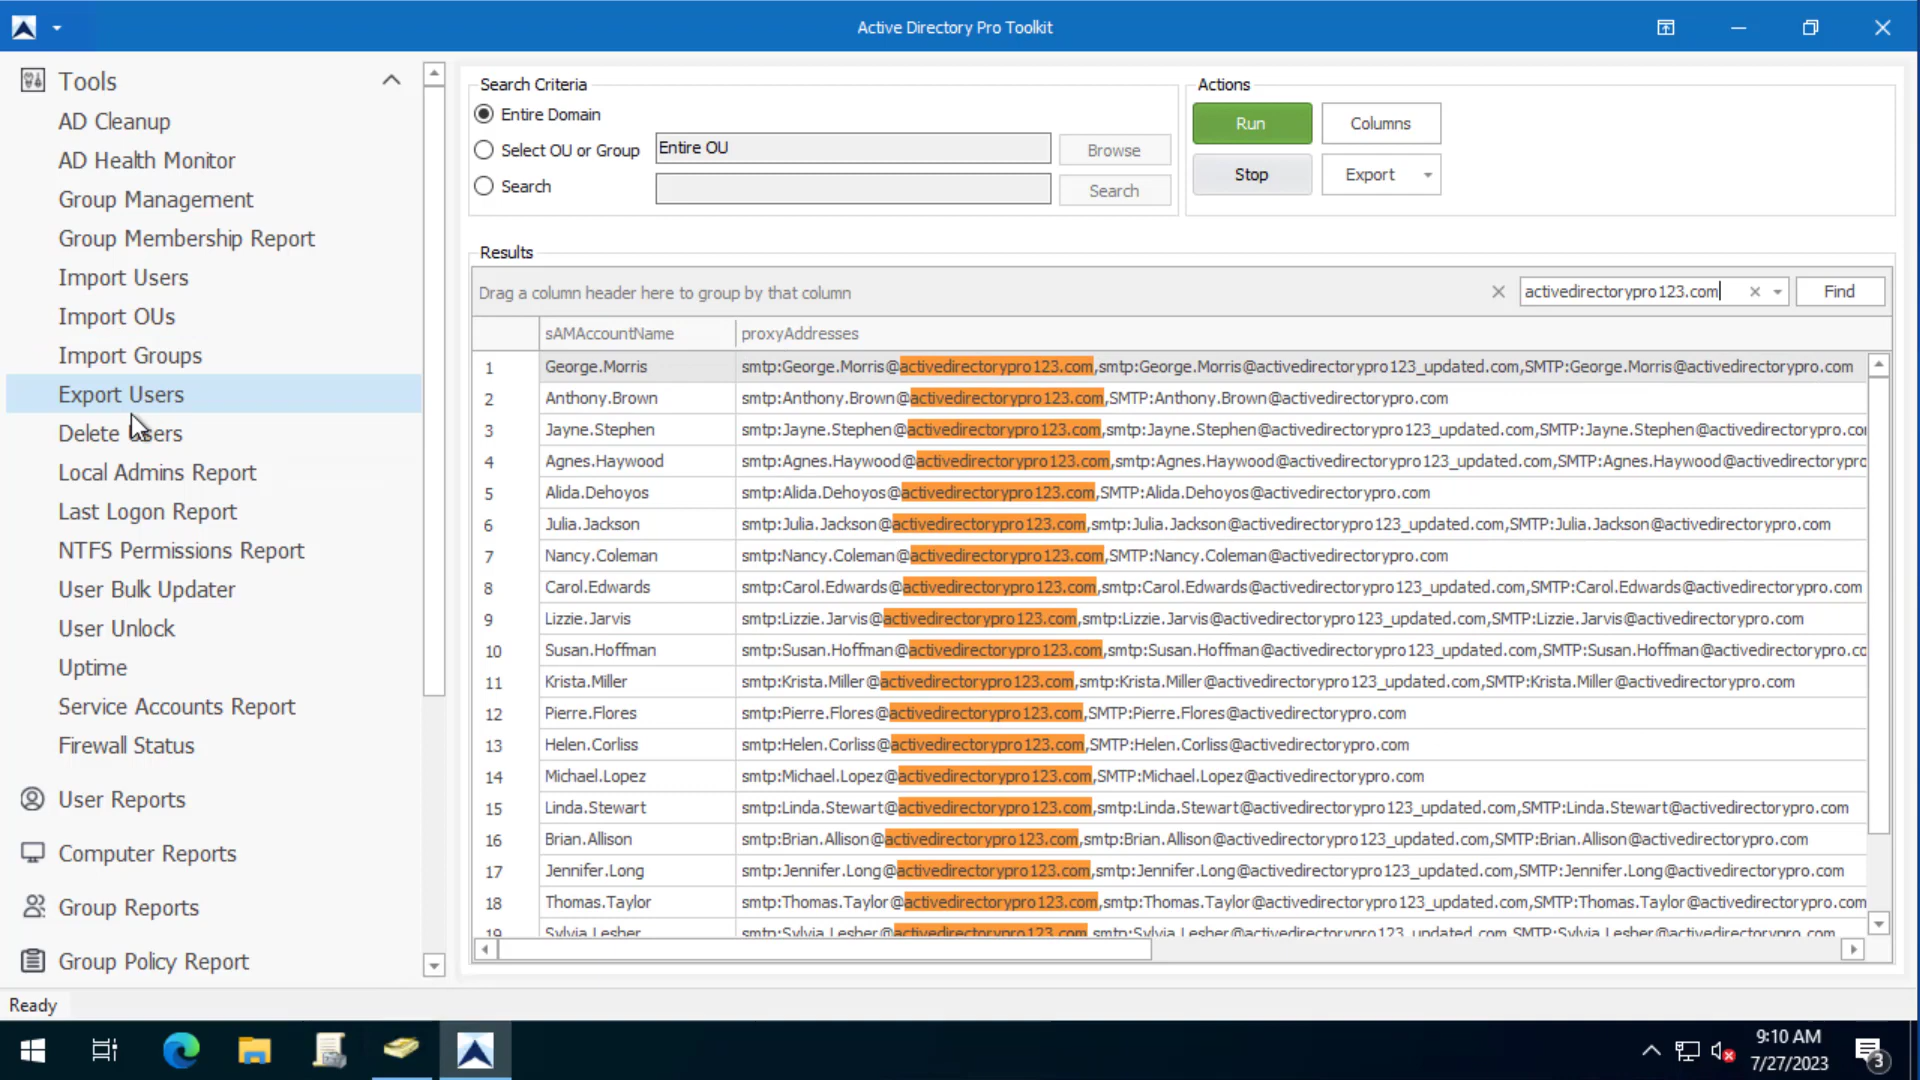 Active Directory Pro Toolkit
Tools
AD Cleanup
AD Health Monitor
Group Management
Group Membership Report
Import Users
Import OUs
Import Groups
Export Users
Delete Users
Local Admins Report
Last Logon Report
NTFS Permissions Report
User Bulk Updater
User Unlock
Uptime
Service Accounts Report
Firewall Status
User Reports
Computer Reports
Group Reports
Group Policy Report
Search Criteria
Entire Domain
Select OU or Group Entire OU Browse
Search Search
Actions
Run Columns
Stop Export
Results
Drag a column header here to group by that column activedirectorypro123.com Find
sAMAccountName proxyAddresses
1 George.Morris smtp:George.Morris@activedirectorypro123.com,smtp:George.Morris@activedirectorypro123_updated.com,SMTP:George.Morris@activedirectorypro.com
2 Anthony.Brown smtp:Anthony.Brown@activedirectorypro123.com,SMTP:Anthony.Brown@activedirectorypro.com
3 Jayne.Stephen smtp:Jayne.Stephen@activedirectorypro123.com,smtp:Jayne.Stephen@activedirectorypro123_updated.com,SMTP:Jayne.Stephen@activedirectorypro.co
4 Agnes.Haywood smtp:Agnes.Haywood@activedirectorypro123.com,smtp:Agnes.Haywood@activedirectorypro123_updated.com,SMTP:Agnes.Haywood@activedirectorypro
5 Alida.Dehoyos smtp:Alida.Dehoyos@activedirectorypro123.com,SMTP:Alida.Dehoyos@activedirectorypro.com
6 Julia.Jackson smtp:Julia.Jackson@activedirectorypro123.com,smtp:Julia.Jackson@activedirectorypro123_updated.com,SMTP:Julia.Jackson@activedirectorypro.com
7 Nancy.Coleman smtp:Nancy.Coleman@activedirectorypro123.com,SMTP:Nancy.Coleman@activedirectorypro.com
8 Carol.Edwards smtp:Carol.Edwards@activedirectorypro123.com,smtp:Carol.Edwards@activedirectorypro123_updated.com,SMTP:Carol.Edwards@activedirectorypro.com
9 Lizzie.Jarvis smtp:Lizzie.Jarvis@activedirectorypro123.com,smtp:Lizzie.Jarvis@activedirectorypro123_updated.com,SMTP:Lizzie.Jarvis@activedirectorypro.com
10 Susan.Hoffman smtp:Susan.Hoffman@activedirectorypro123.com,smtp:Susan.Hoffman@activedirectorypro123_updated.com,SMTP:Susan.Hoffman@activedirectorypro.co
11 Krista.Miller smtp:Krista.Miller@activedirectorypro123.com,smtp:Krista.Miller@activedirectorypro123_updated.com,SMTP:Krista.Miller@activedirectorypro.com
12 Pierre.Flores smtp:Pierre.Flores@activedirectorypro123.com,SMTP:Pierre.Flores@activedirectorypro.com
13 Helen.Corliss smtp:Helen.Corliss@activedirectorypro123.com,SMTP:Helen.Corliss@activedirectorypro.com
14 Michael.Lopez smtp:Michael.Lopez@activedirectorypro123.com,SMTP:Michael.Lopez@activedirectorypro.com
15 Linda.Stewart smtp:Linda.Stewart@activedirectorypro123.com,smtp:Linda.Stewart@activedirectorypro123_updated.com,SMTP:Linda.Stewart@activedirectorypro.com
16 Brian.Allison smtp:Brian.Allison@activedirectorypro123.com,smtp:Brian.Allison@activedirectorypro123_updated.com,SMTP:Brian.Allison@activedirectorypro.com
17 Jennifer.Long smtp:Jennifer.Long@activedirectorypro123.com,smtp:Jennifer.Long@activedirectorypro123_updated.com,SMTP:Jennifer.Long@activedirectorypro.com
18 Thomas.Taylor smtp:Thomas.Taylor@activedirectorypro123.com,smtp:Thomas.Taylor@activedirectorypro123_updated.com,SMTP:Thomas.Taylor@activedirectorypro.com
19 Sylvia.Lesher smtp:Sylvia.Lesher@activedirectorypro123.com,smtp:Sylvia.Lesher@activedirectorypro123_updated.com,SMTP:Sylvia.Lesher@activedirectorypro.com
Ready
9:10 AM
7/27/2023
3